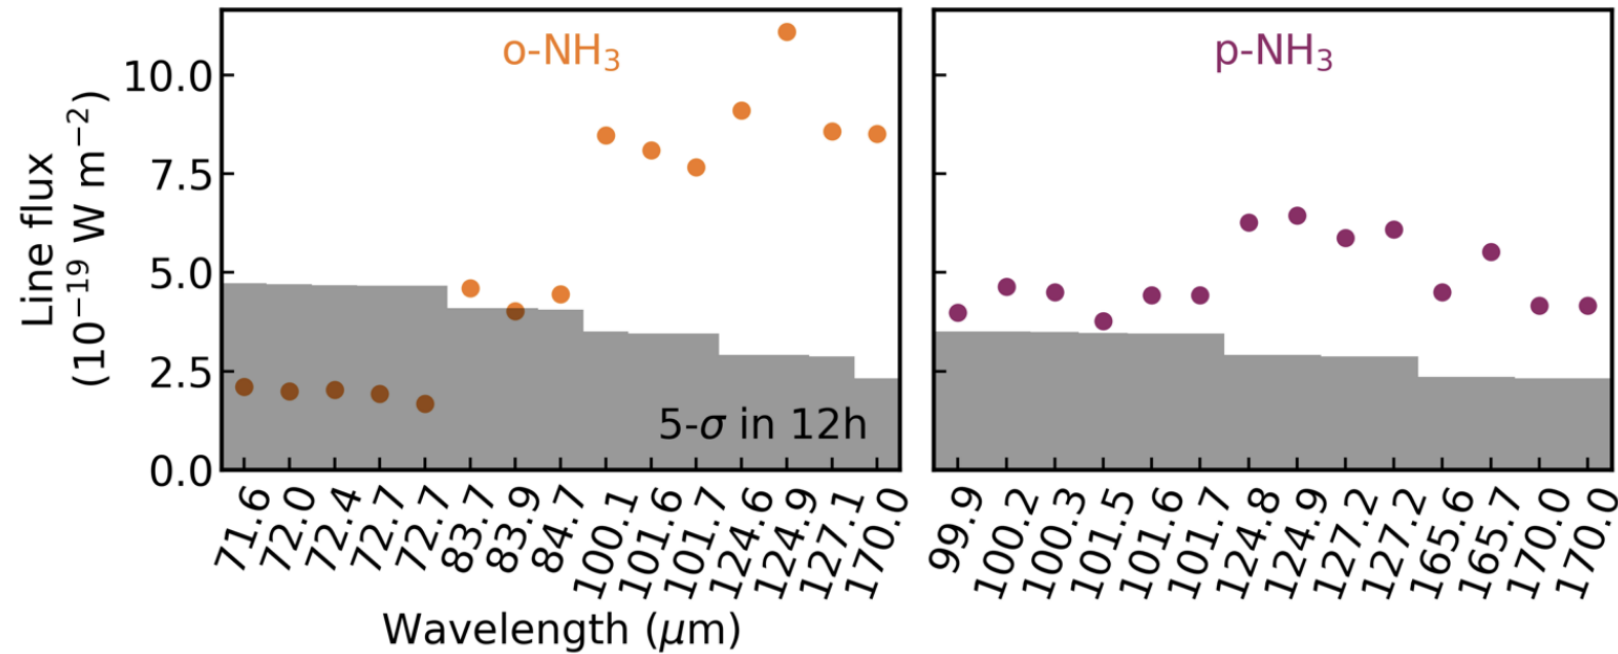 Line flux
(10⁻¹⁹ W m⁻²)
10.0
7.5
5.0
2.5
0.0
o-NH₃
5-σ in 12h
71.6 72.0 72.4 72.7 72.7 83.7 83.9 84.7 100.1 101.6 101.7 124.6 124.9 127.1 170.0
p-NH₃
99.9 100.2 100.3 101.5 101.6 101.7 124.8 124.9 127.2 127.2 165.6 165.7 170.0 170.0
Wavelength (μm)